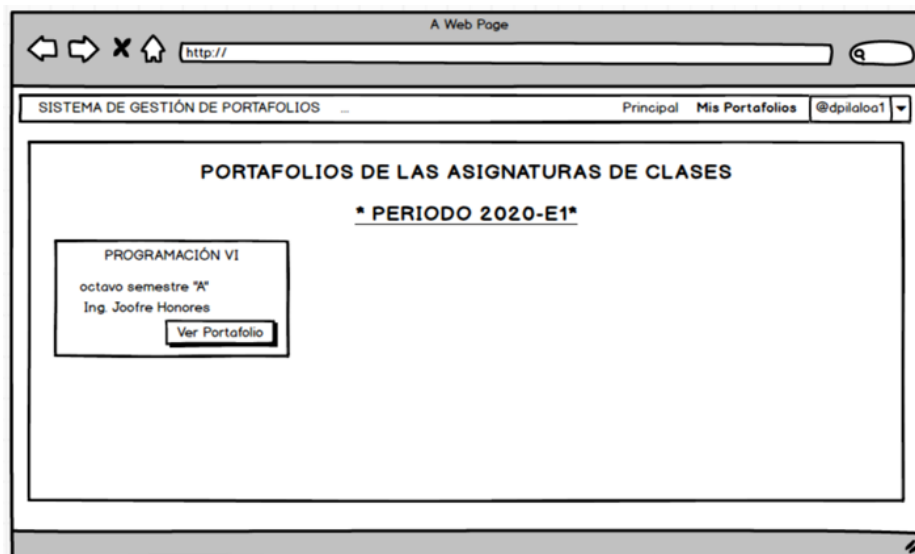 A Web Page
http://
SISTEMA DE GESTIÓN DE PORTAFOLIOS ... Principal Mis Portafolios @dpilaloa1
PORTAFOLIOS DE LAS ASIGNATURAS DE CLASES
* PERIODO 2020-E1*
PROGRAMACIÓN VI
octavo semestre "A"
Ing. Joofre Honores
Ver Portafolio